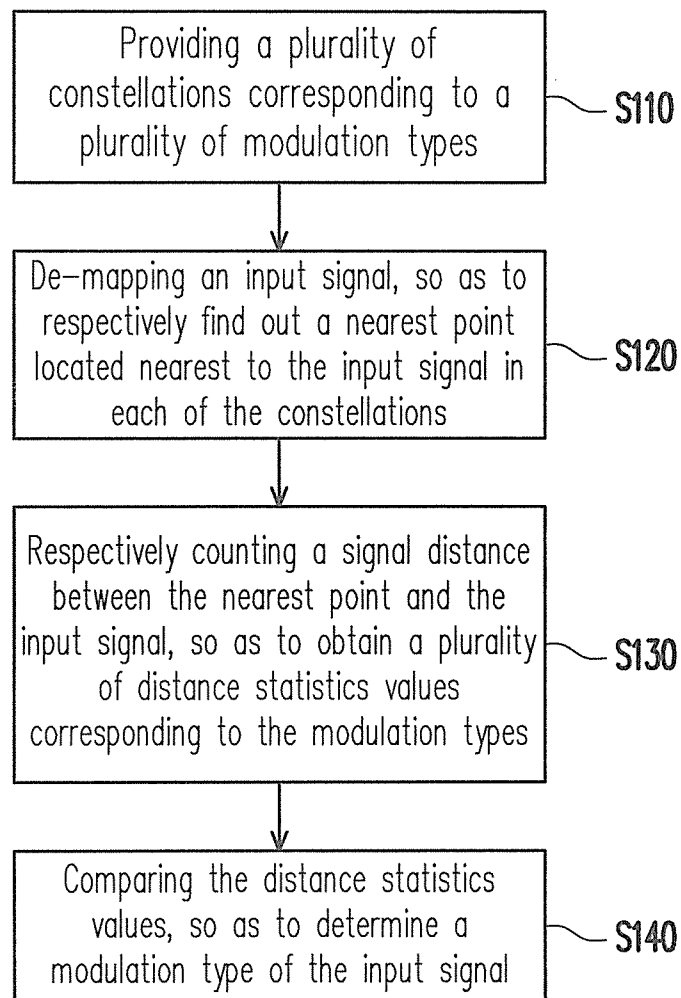 Providing a plurality of
constellations corresponding to a
plurality of modulation types
S110
De-mapping an input signal, so as to
respectively find out a nearest point
located nearest to the input signal in
each of the constellations
S120
Respectively counting a signal distance
between the nearest point and the
input signal, so as to obtain a plurality
of distance statistics values
corresponding to the modulation types
S130
Comparing the distance statistics
values, so as to determine a
modulation type of the input signal
S140